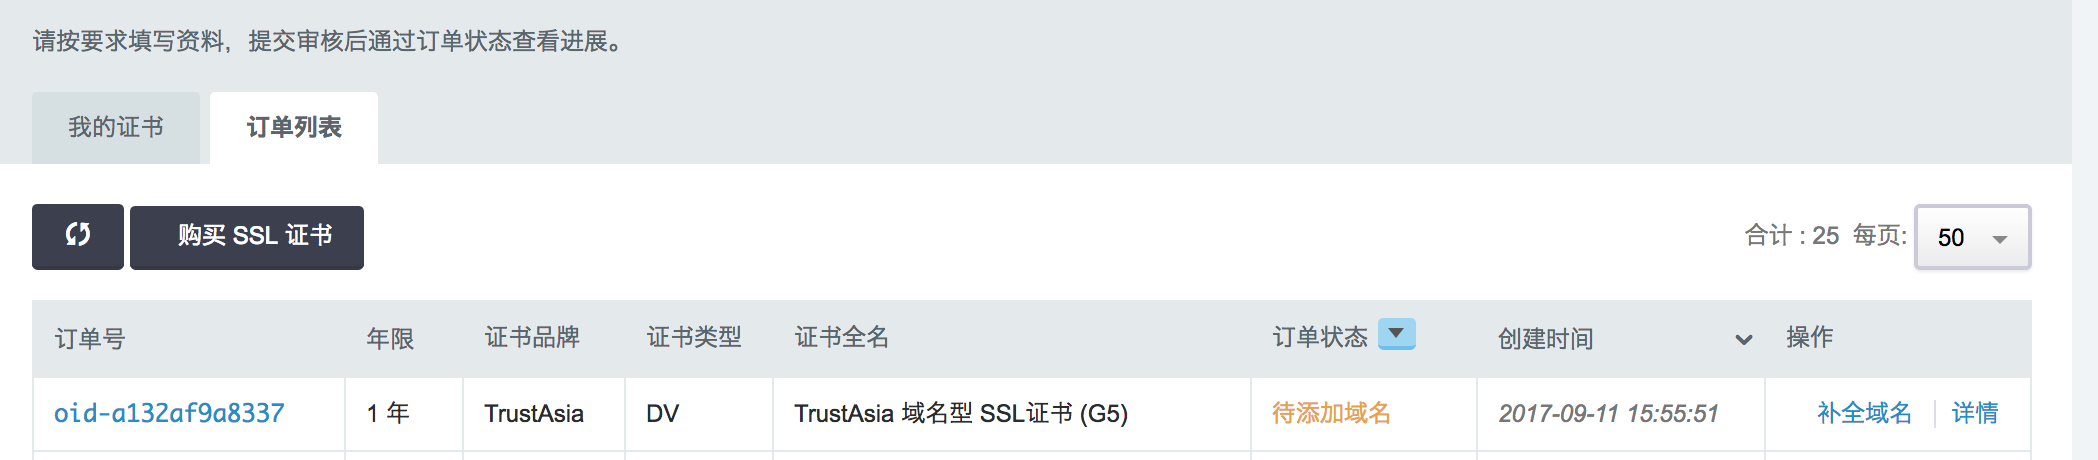 请按要求填写资料，提交审核后通过订单状态查看进展。
我的证书 订单列表
购买 SSL 证书 合计 : 25 每页: 50
订单号 年限 证书品牌 证书类型 证书全名 订单状态 创建时间 操作
oid-a132af9a8337 1 年 TrustAsia DV TrustAsia 域名型 SSL证书 (G5) 待添加域名 2017-09-11 15:55:51 补全域名 详情